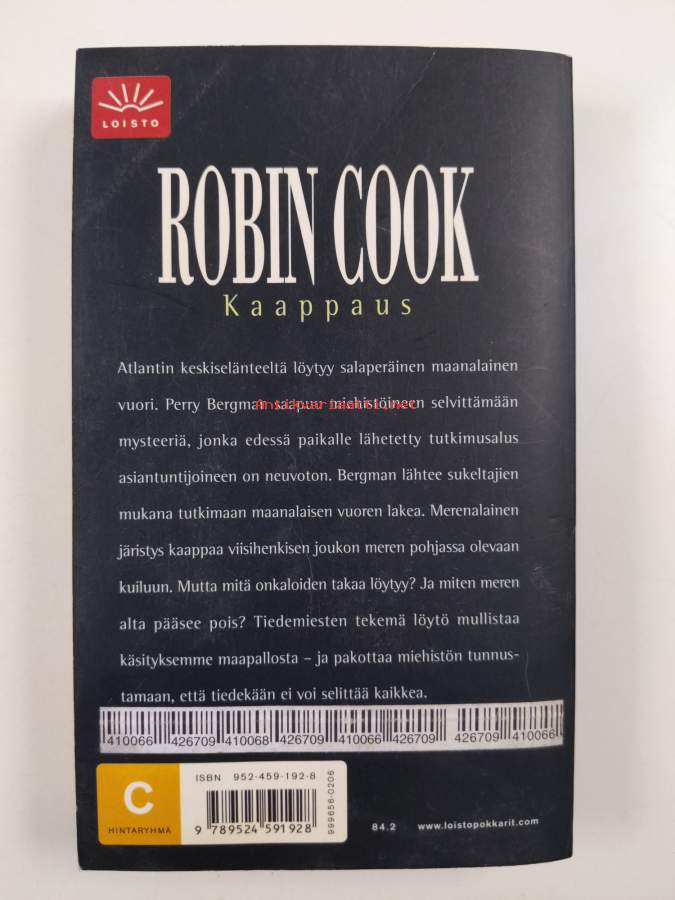 LOISTO
ROBIN COOK
Kaappaus
Atlantin keskiselänteeltä löytyy salaperäinen maanalainen
vuori. Perry Bergman saapuu miehistöineen selvittämään
Antikvariaatti.net
mysteeriä, jonka edessä paikalle lähetetty tutkimusalus
asiantuntijoineen on neuvoton. Bergman lähtee sukeltajien
mukana tutkimaan maanalaisen vuoren lakea. Merenalainen
järistys kaappaa viisihenkisen joukon meren pohjassa olevaan
kuiluun. Mutta mitä onkaloiden takaa löytyy? Ja miten meren
alta pääsee pois? Tiedemiesten tekemä löytö mullistaa
käsityksemme maapallosta – ja pakottaa miehistön tunnus-
tamaan, että tiedekään ei voi selittää kaikkea.
410066 426709 410068 426709 410066 426709 426709 410066
ISBN 952-459-192-8
C
HINTARYHMÄ
9 789524 591928
999656-0206
84.2 www.loistopokkarit.com